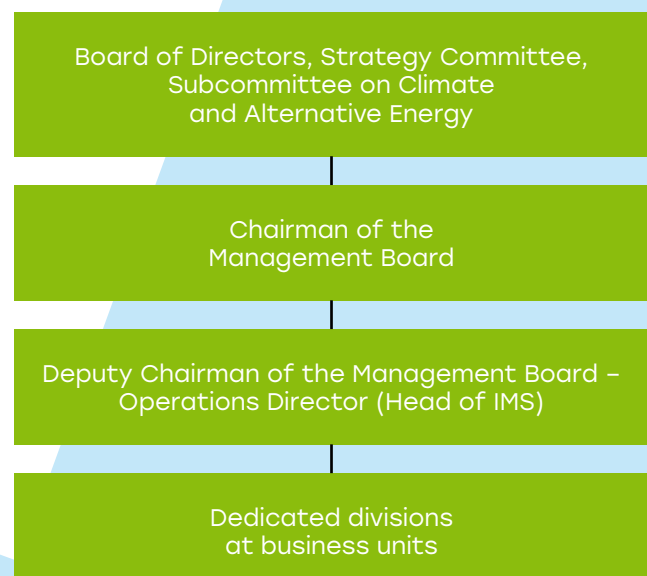 Board of Directors, Strategy Committee,
Subcommittee on Climate
and Alternative Energy
Chairman of the
Management Board
Deputy Chairman of the Management Board –
Operations Director (Head of IMS)
Dedicated divisions
at business units